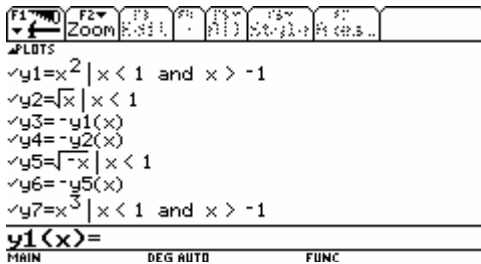 F1 F2
Zoom
PLOTS
✓y1=x² | x < 1 and x > -1
✓y2=√x | x < 1
✓y3=-y1(x)
✓y4=-y2(x)
✓y5=√-x | x < 1
✓y6=-y5(x)
✓y7=x³ | x < 1 and x > -1
y1(x)=
MAIN DEG AUTO FUNC